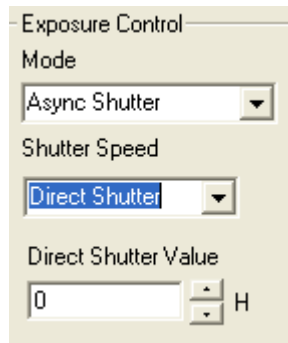 Exposure Control
Mode
Async Shutter
Shutter Speed
Direct Shutter
Direct Shutter Value
0 H